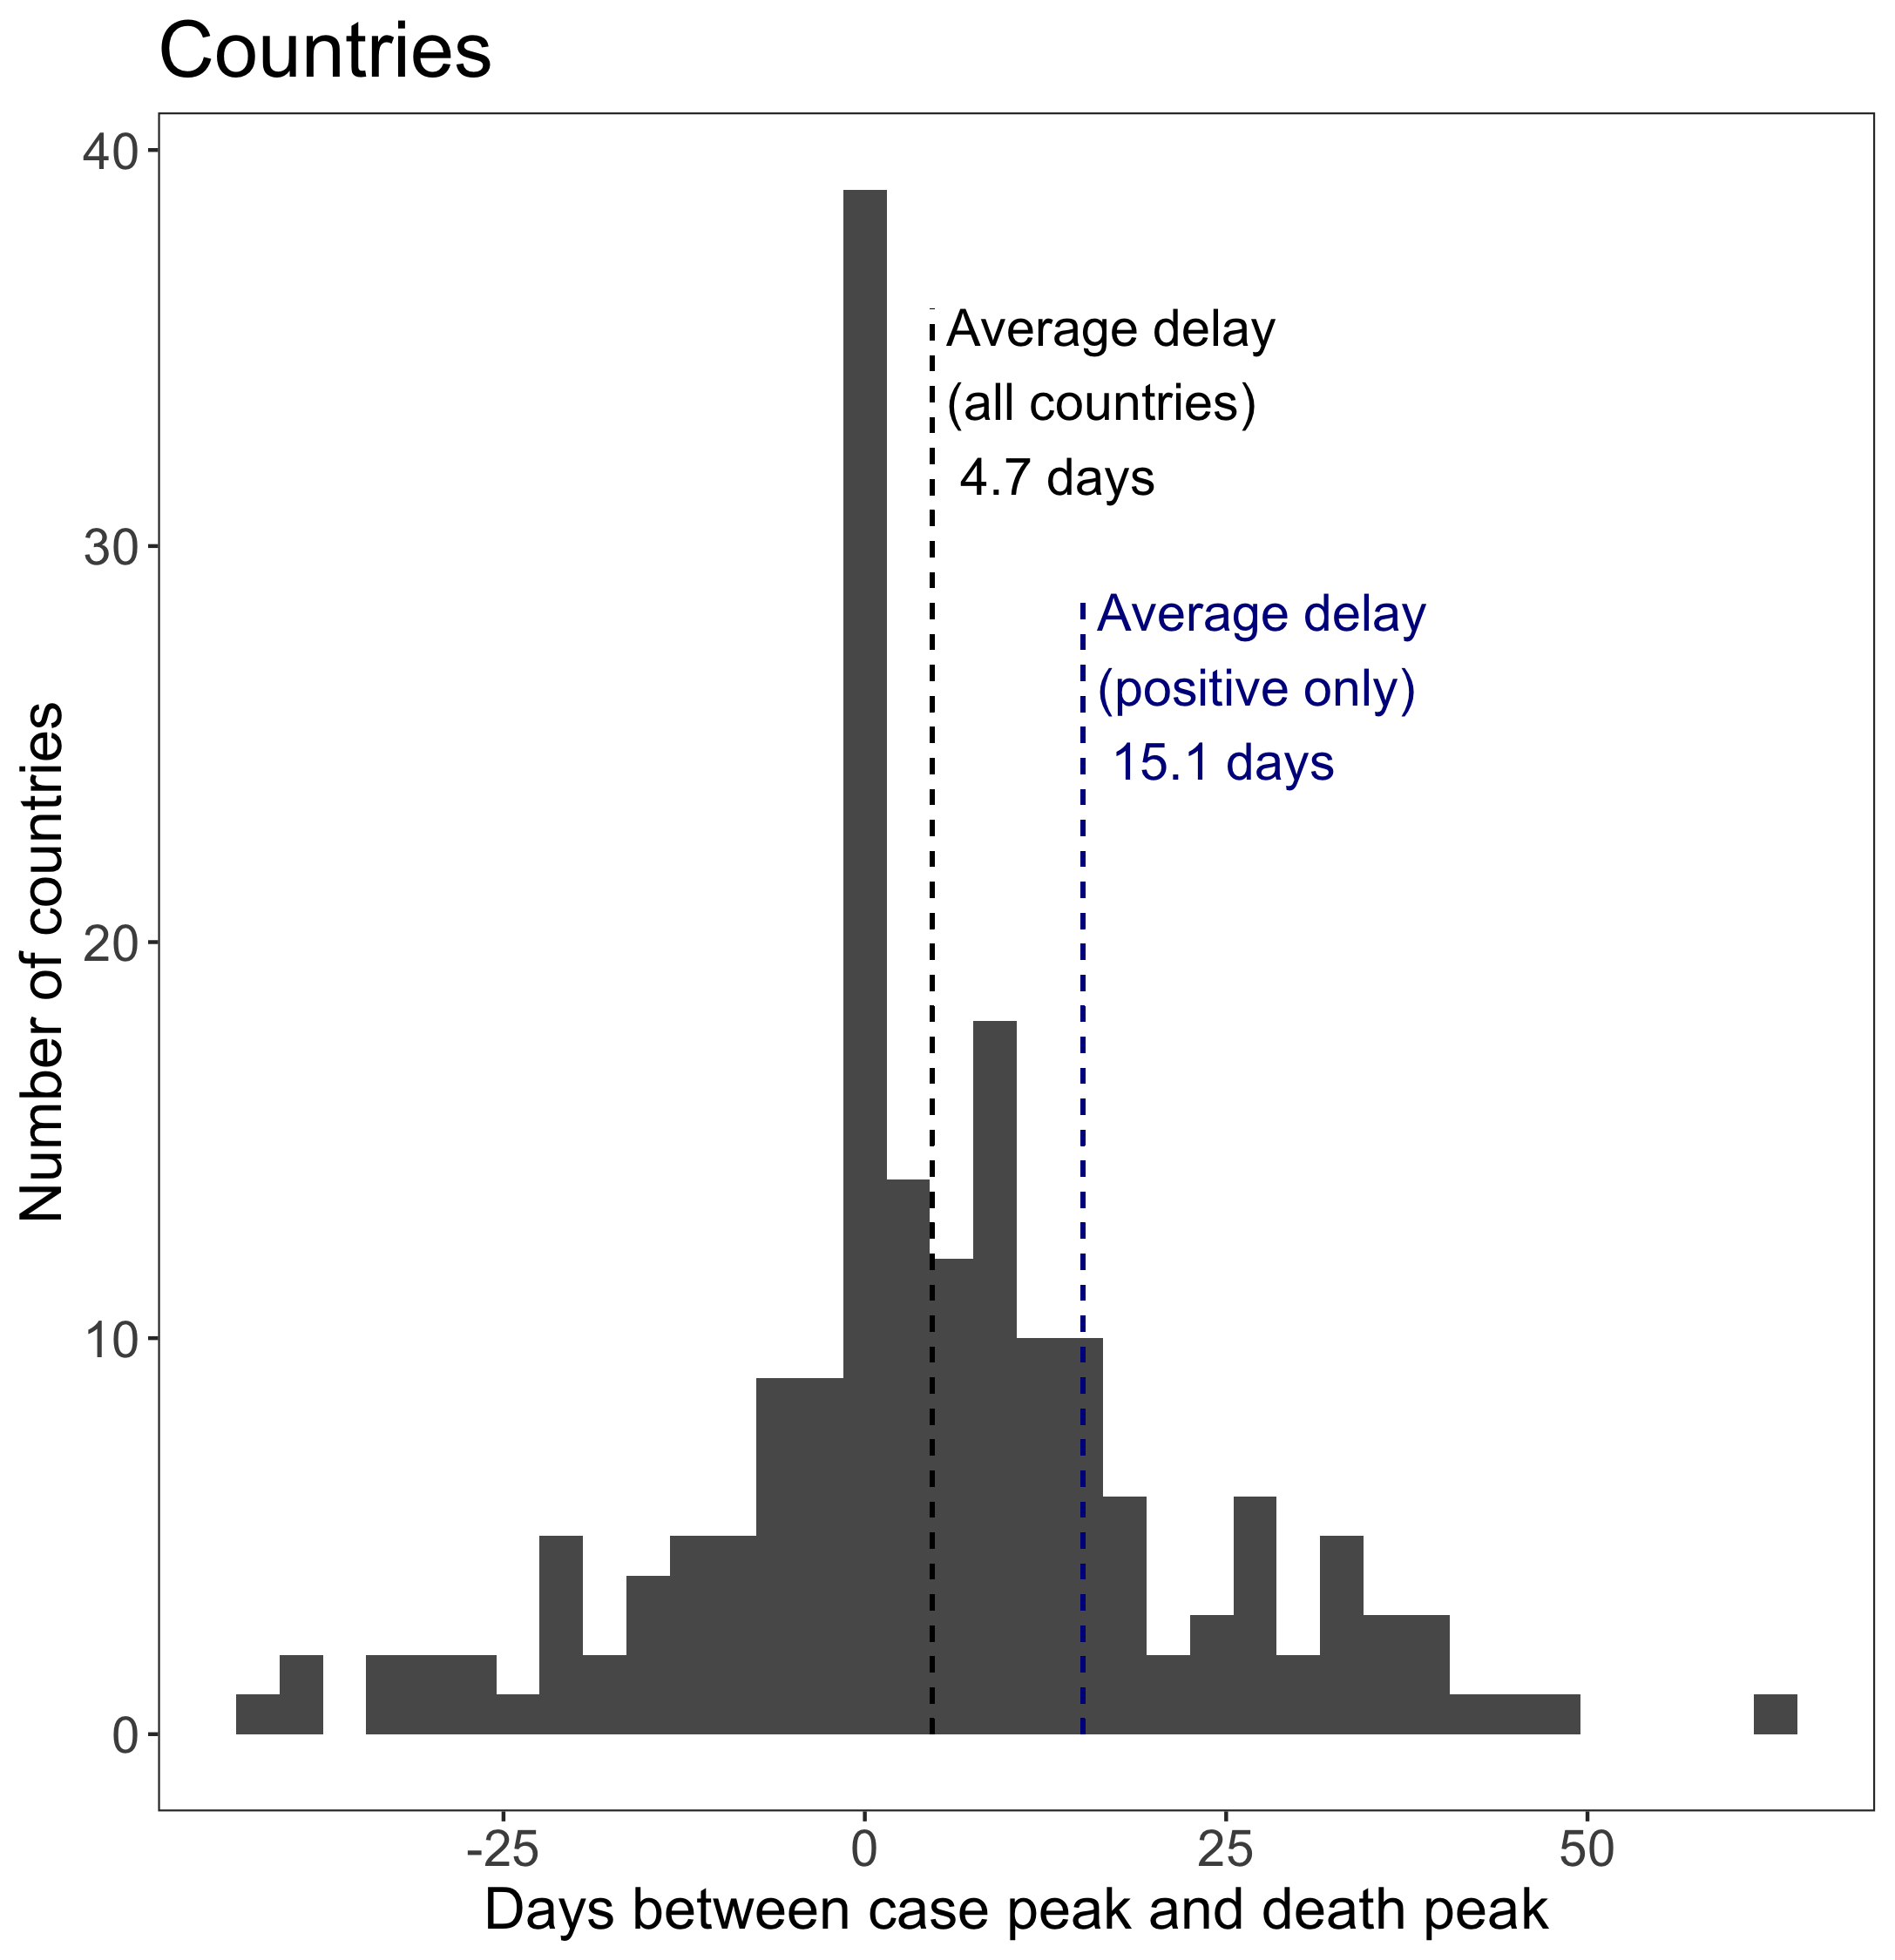 Countries
40
30
20
10
0
Number of countries
Average delay
(all countries)
4.7 days
Average delay
(positive only)
15.1 days
-25
0
25
50
Days between case peak and death peak